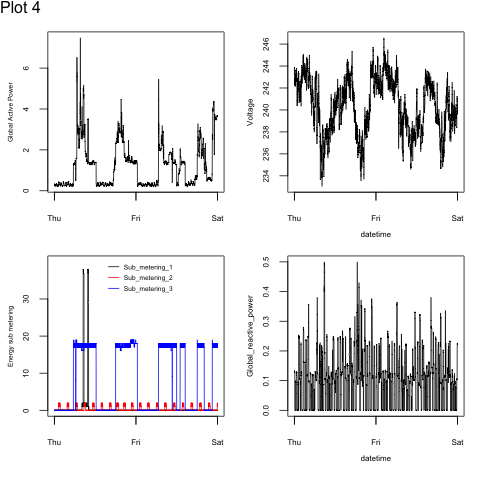 Plot 4
Global Active Power
0 2 4 6
Thu Fri Sat
Voltage
234 236 238 240 242 244 246
Thu Fri Sat
datetime
Energy sub metering
0 10 20 30
Sub_metering_1
Sub_metering_2
Sub_metering_3
Thu Fri Sat
Global_reactive_power
0.0 0.1 0.2 0.3 0.4 0.5
Thu Fri Sat
datetime